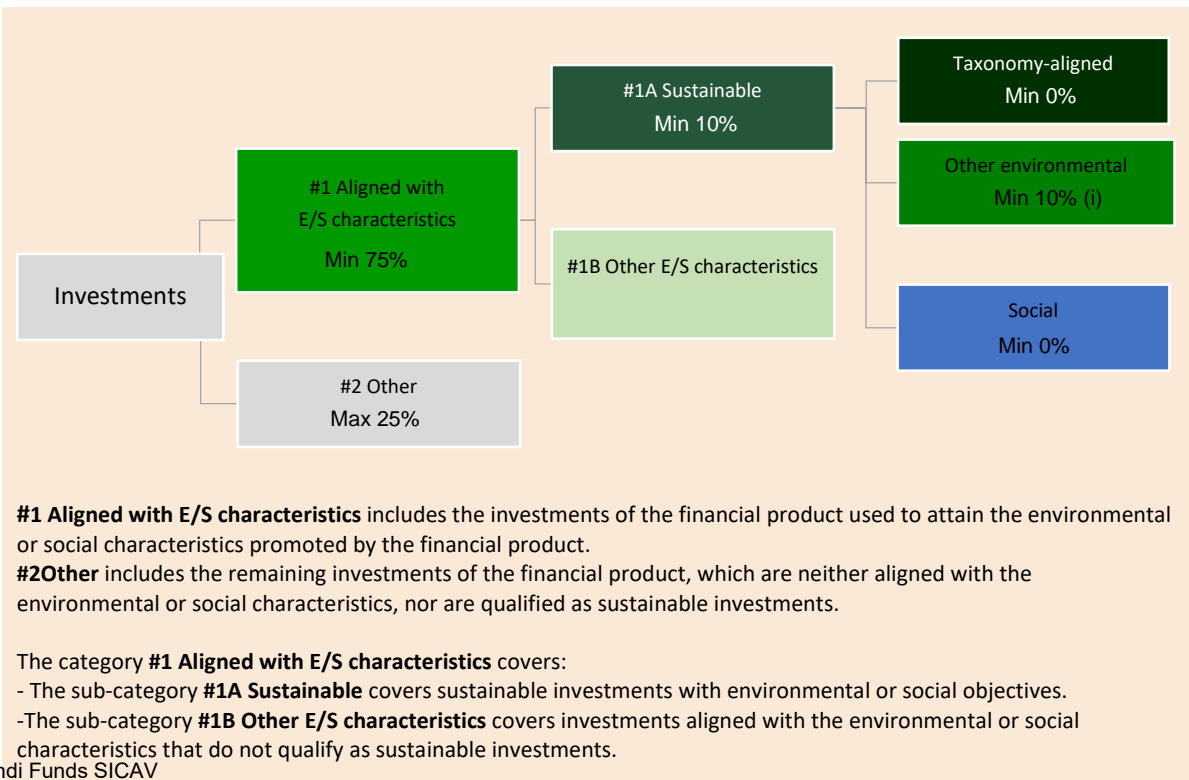 Taxonomy-aligned
Min 0%
#1A Sustainable
Min 10%
Other environmental
Min 10% (i)
#1 Aligned with
E/S characteristics
Min 75%
#1B Other E/S characteristics
Investments
Social
Min 0%
#2 Other
Max 25%
#1 Aligned with E/S characteristics includes the investments of the financial product used to attain the environmental
or social characteristics promoted by the financial product.
#2Other includes the remaining investments of the financial product, which are neither aligned with the
environmental or social characteristics, nor are qualified as sustainable investments.
The category #1 Aligned with E/S characteristics covers:
- The sub-category #1A Sustainable covers sustainable investments with environmental or social objectives.
-The sub-category #1B Other E/S characteristics covers investments aligned with the environmental or social
characteristics that do not qualify as sustainable investments.
ndi Funds SICAV